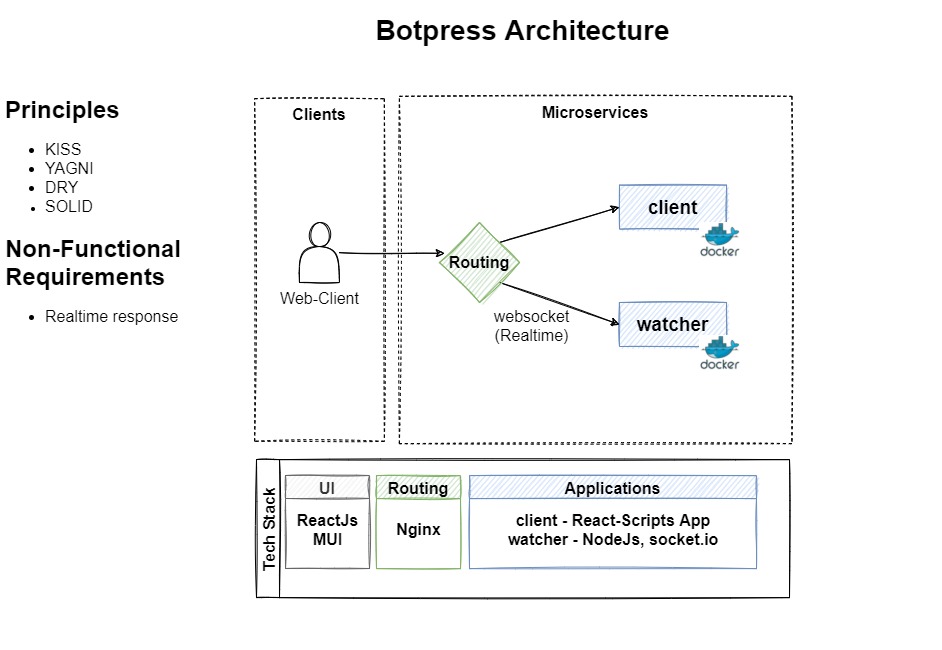 Botpress Architecture
Principles
KISS
YAGNI
DRY
SOLID
Non-Functional
Requirements
Realtime response
Clients
Web-Client
Microservices
Routing
client
docker
websocket
(Realtime)
watcher
docker
Tech Stack
UI
ReactJs
MUI
Routing
Nginx
Applications
client - React-Scripts App
watcher - NodeJs, socket.io